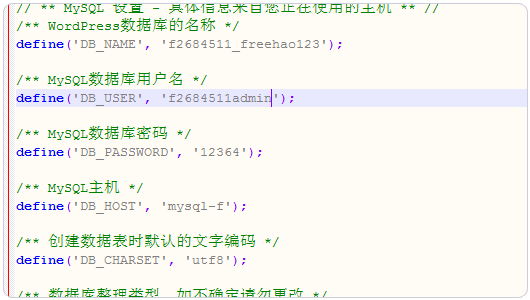 // ** MySQL 设置 - 具体信息来自您正在使用的主机 ** //
/** WordPress数据库的名称 */
define('DB_NAME', 'f2684511_freehao123');
/** MySQL数据库用户名 */
define('DB_USER', 'f2684511admin');
/** MySQL数据库密码 */
define('DB_PASSWORD', '12364');
/** MySQL主机 */
define('DB_HOST', 'mysql-f');
/** 创建数据表时默认的文字编码 */
define('DB_CHARSET', 'utf8');
/** 数据库整理类型。如不确定请勿更改 */